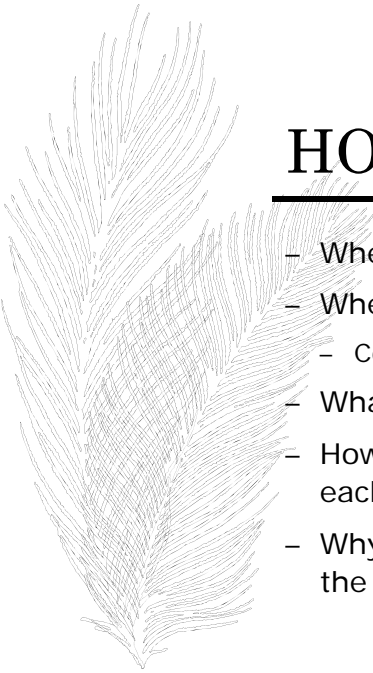 HO
– Whe
– Whe
– Co
– Wha
– How
each
– Why
the